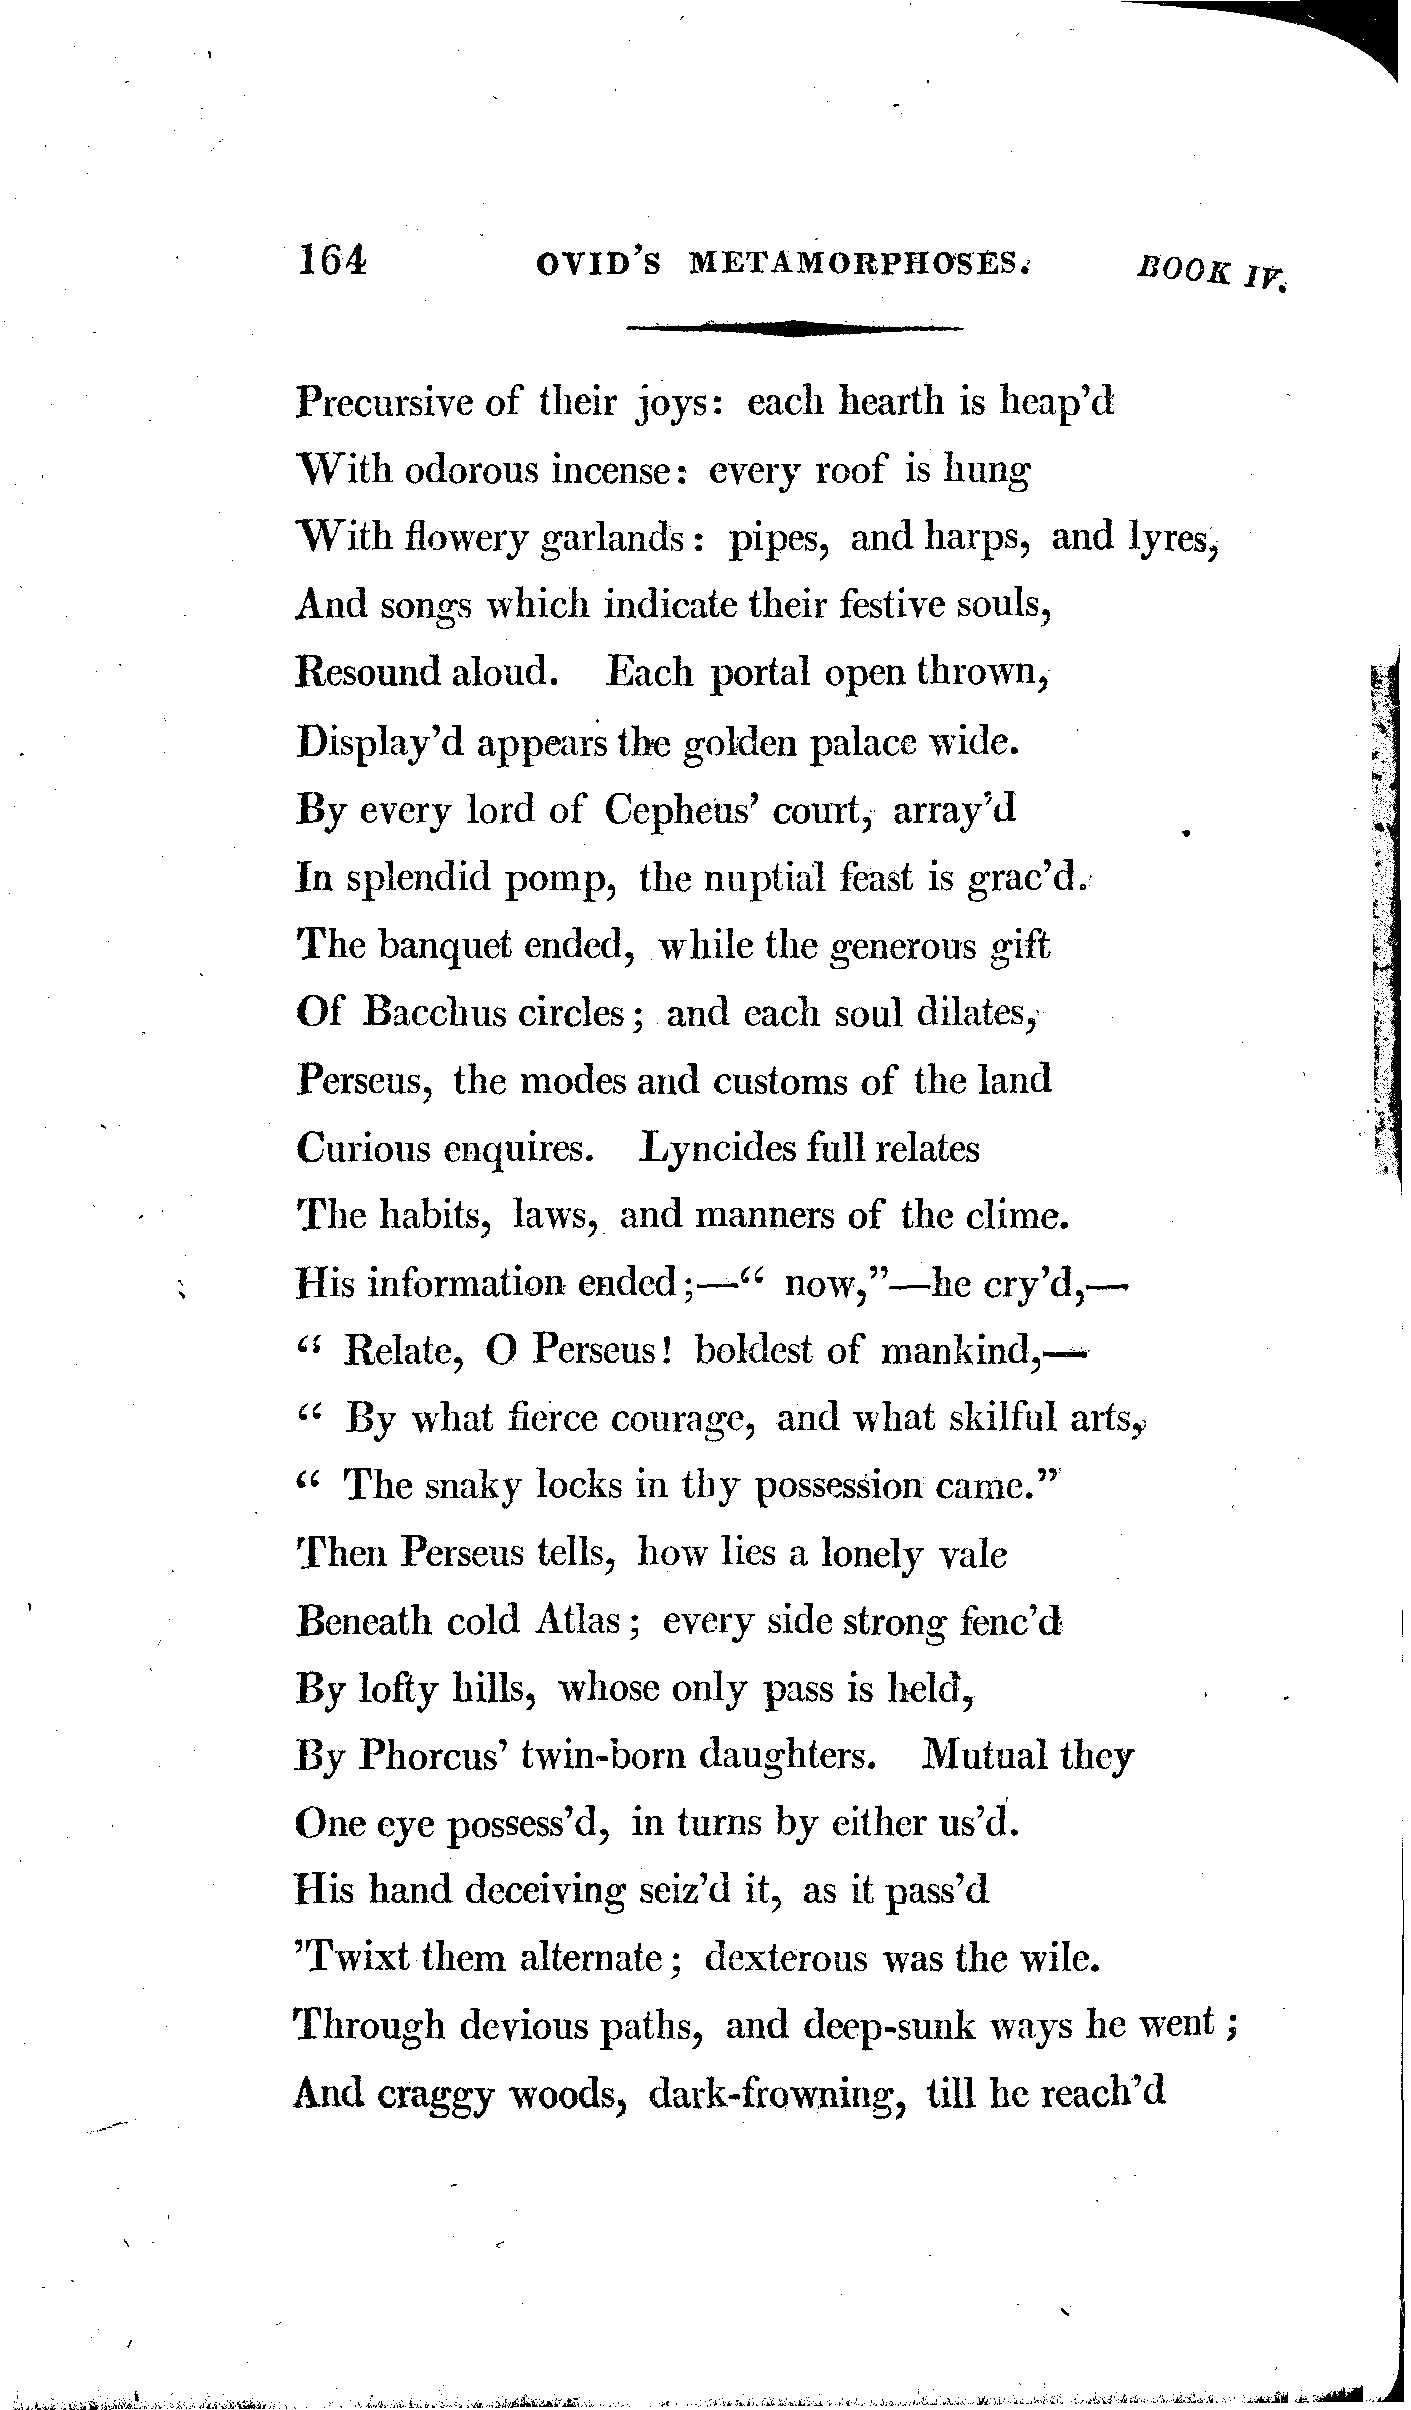 164 OVID'S METAMORPHOSES. BOOK IV.
Precursive of their joys: each hearth is heap'd
With odorous incense: every roof is hung
With flowery garlands: pipes, and harps, and lyres,
And songs which indicate their festive souls,
Resound aloud. Each portal open thrown,
Display'd appears the golden palace wide.
By every lord of Cepheus' court, array'd
In splendid pomp, the nuptial feast is grac'd.
The banquet ended, while the generous gift
Of Bacchus circles; and each soul dilates,
Perseus, the modes and customs of the land
Curious enquires. Lyncides full relates
The habits, laws, and manners of the clime.
His information ended;—“ now,”—he cry'd,—
“ Relate, O Perseus! boldest of mankind,—
“ By what fierce courage, and what skilful arts,
“ The snaky locks in thy possession came.”
Then Perseus tells, how lies a lonely vale
Beneath cold Atlas; every side strong fenc'd
By lofty hills, whose only pass is held,
By Phorcus' twin-born daughters. Mutual they
One eye possess'd, in turns by either us'd.
His hand deceiving seiz'd it, as it pass'd
'Twixt them alternate; dexterous was the wile.
Through devious paths, and deep-sunk ways he went;
And craggy woods, dark-frowning, till he reach'd